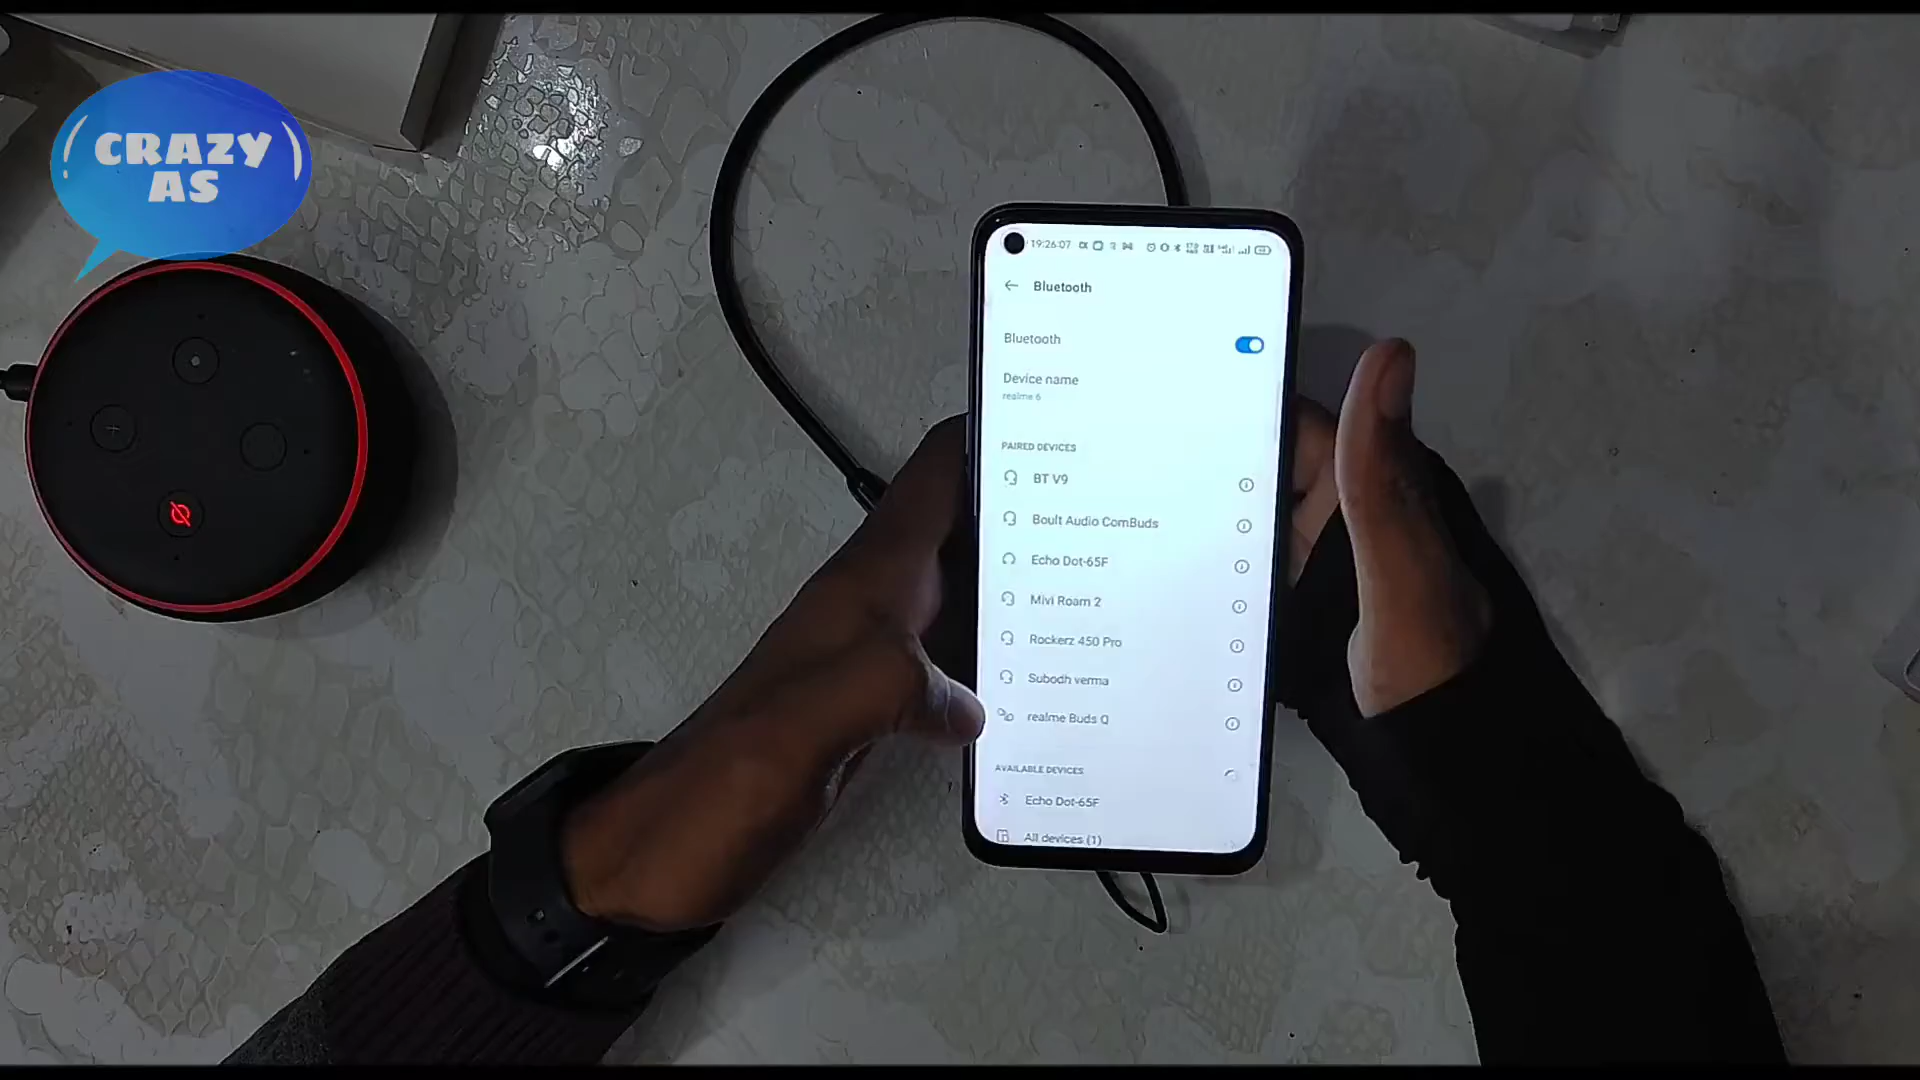 CRAZY
AS
19:26:07
Bluetooth
Bluetooth
Device name
realme 6
PAIRED DEVICES
BT V9
Boult Audio ComBuds
Echo Dot-65F
Mivi Roam 2
Rockerz 450 Pro
Subodh verma
realme Buds Q
AVAILABLE DEVICES
Echo Dot-65F
All devices (1)